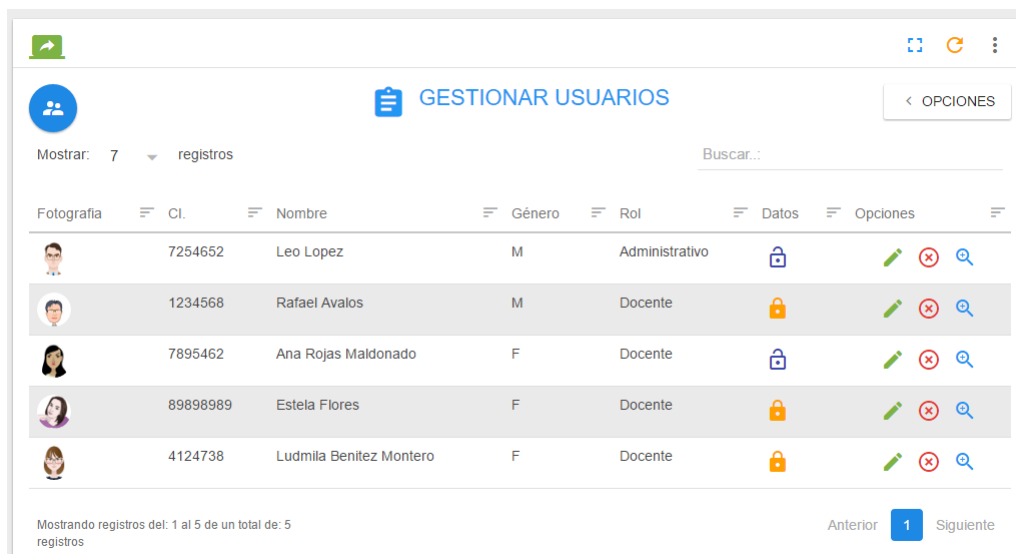 GESTIONAR USUARIOS
OPCIONES
Mostrar: 7 registros
Buscar..:
Fotografia CI. Nombre Género Rol Datos Opciones
7254652 Leo Lopez M Administrativo
1234568 Rafael Avalos M Docente
7895462 Ana Rojas Maldonado F Docente
89898989 Estela Flores F Docente
4124738 Ludmila Benitez Montero F Docente
Mostrando registros del: 1 al 5 de un total de: 5
registros
Anterior 1 Siguiente